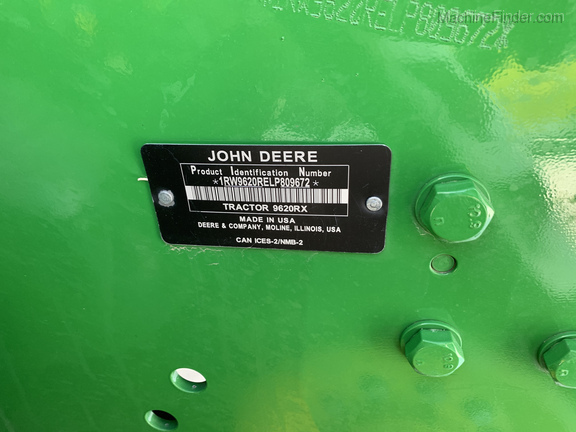 MachineFinder.com
JOHN DEERE
Product Identification Number
*1RW9620RELP809672*
TRACTOR 9620RX
MADE IN USA
DEERE & COMPANY, MOLINE, ILLINOIS, USA
CAN ICES-2/NMB-2